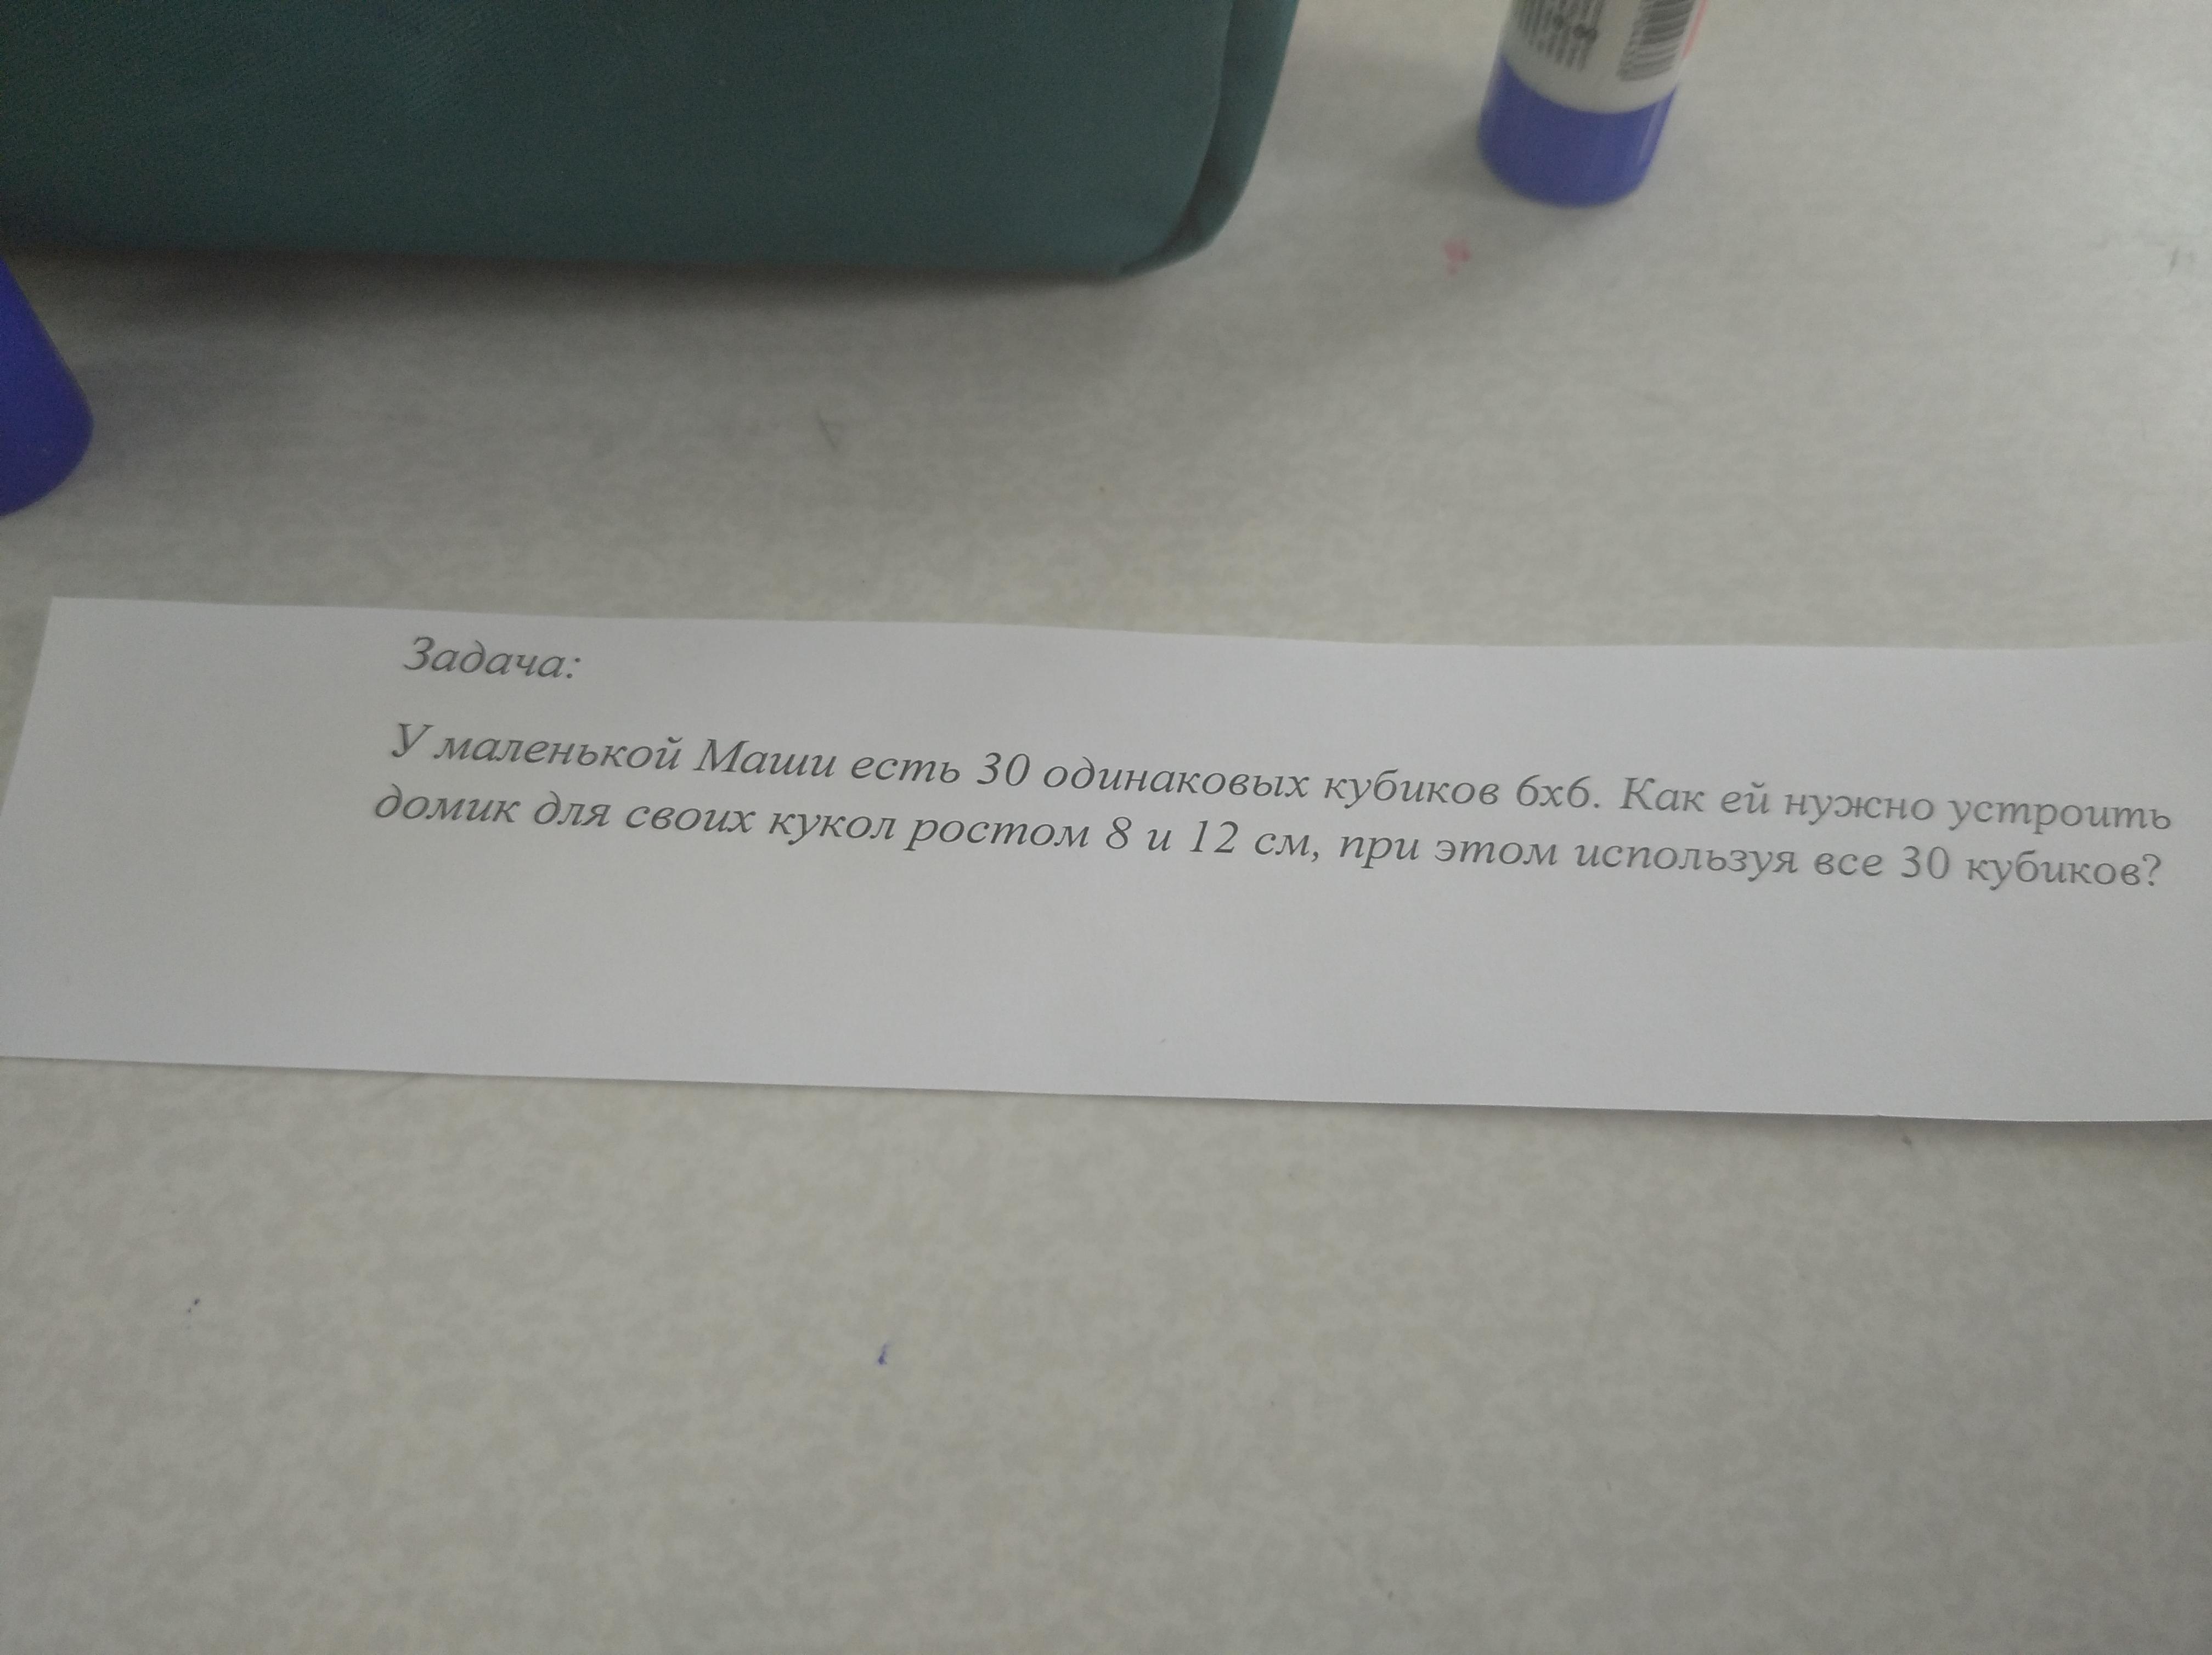 Задача:
У маленькой Маши есть 30 одинаковых кубиков 6х6. Как ей нужно устроить
домик для своих кукол ростом 8 и 12 см, при этом используя все 30 кубиков?